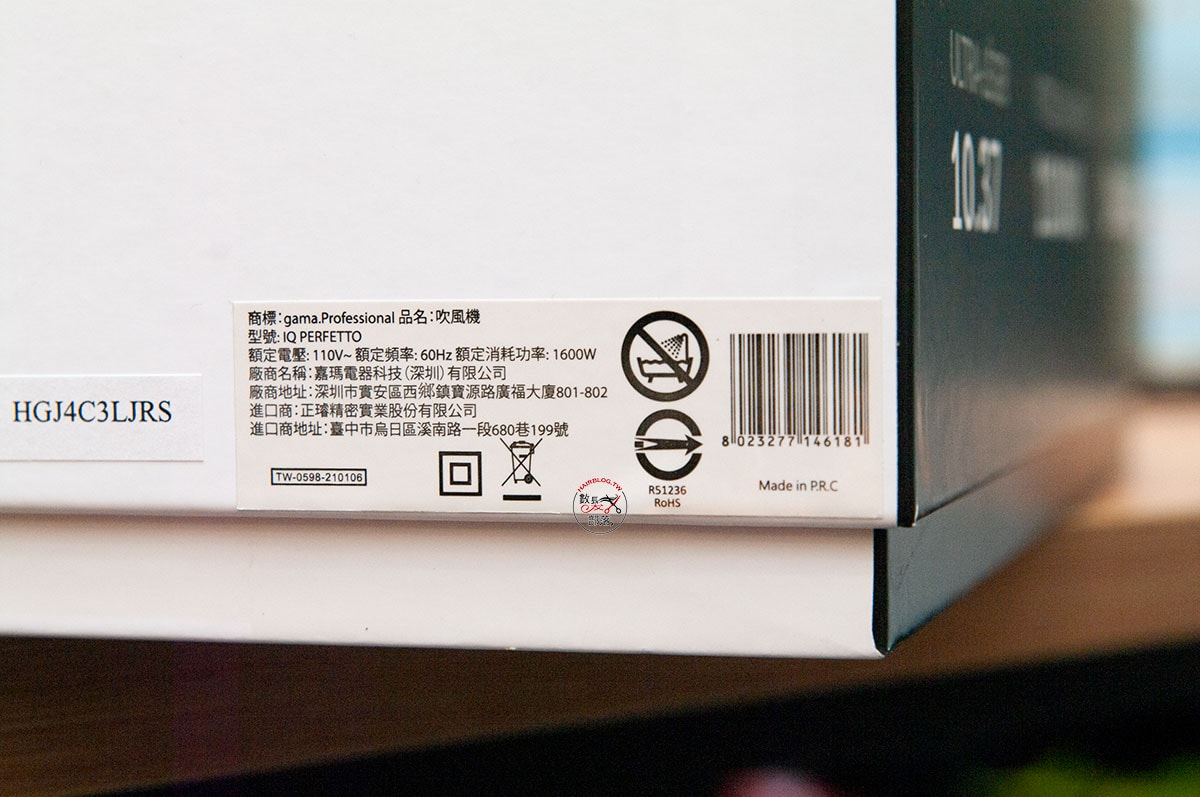 10.37
商標:gama.Professional 品名:吹風機
型號: IQ PERFETTO
額定電壓: 110V~ 額定頻率: 60Hz 額定消耗功率: 1600W
廠商名稱:嘉瑪電器科技(深圳)有限公司
廠商地址:深圳市實安區西鄉鎮寶源路廣福大廈801-802
進口商:正璿精密實業股份有限公司
進口商地址:臺中市烏日區溪南路一段680巷199號
HGJ4C3LJRS
TW-0598-210106
R51236
RoHS
8 023277 146181
Made in P.R.C
HAIRBLOG.TW